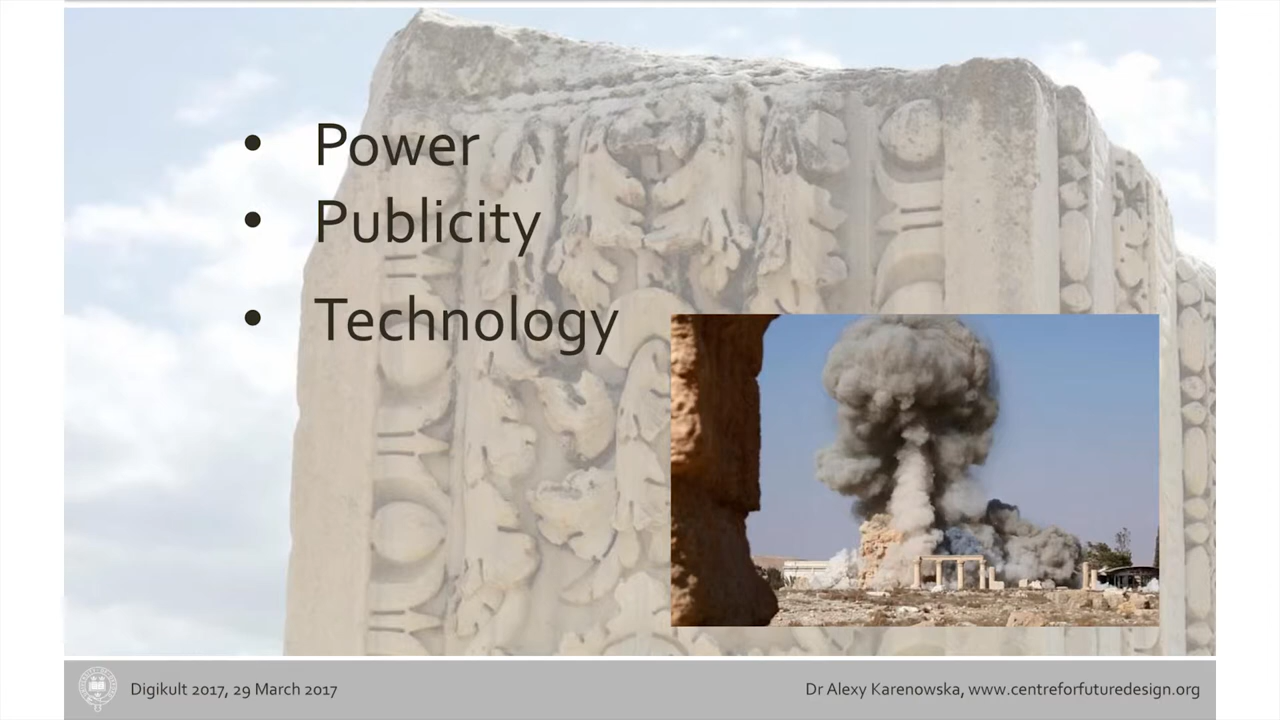 • Power
• Publicity
• Technology
Digikult 2017, 29 March 2017
Dr Alexy Karenowska, www.centreforfuturedesign.org